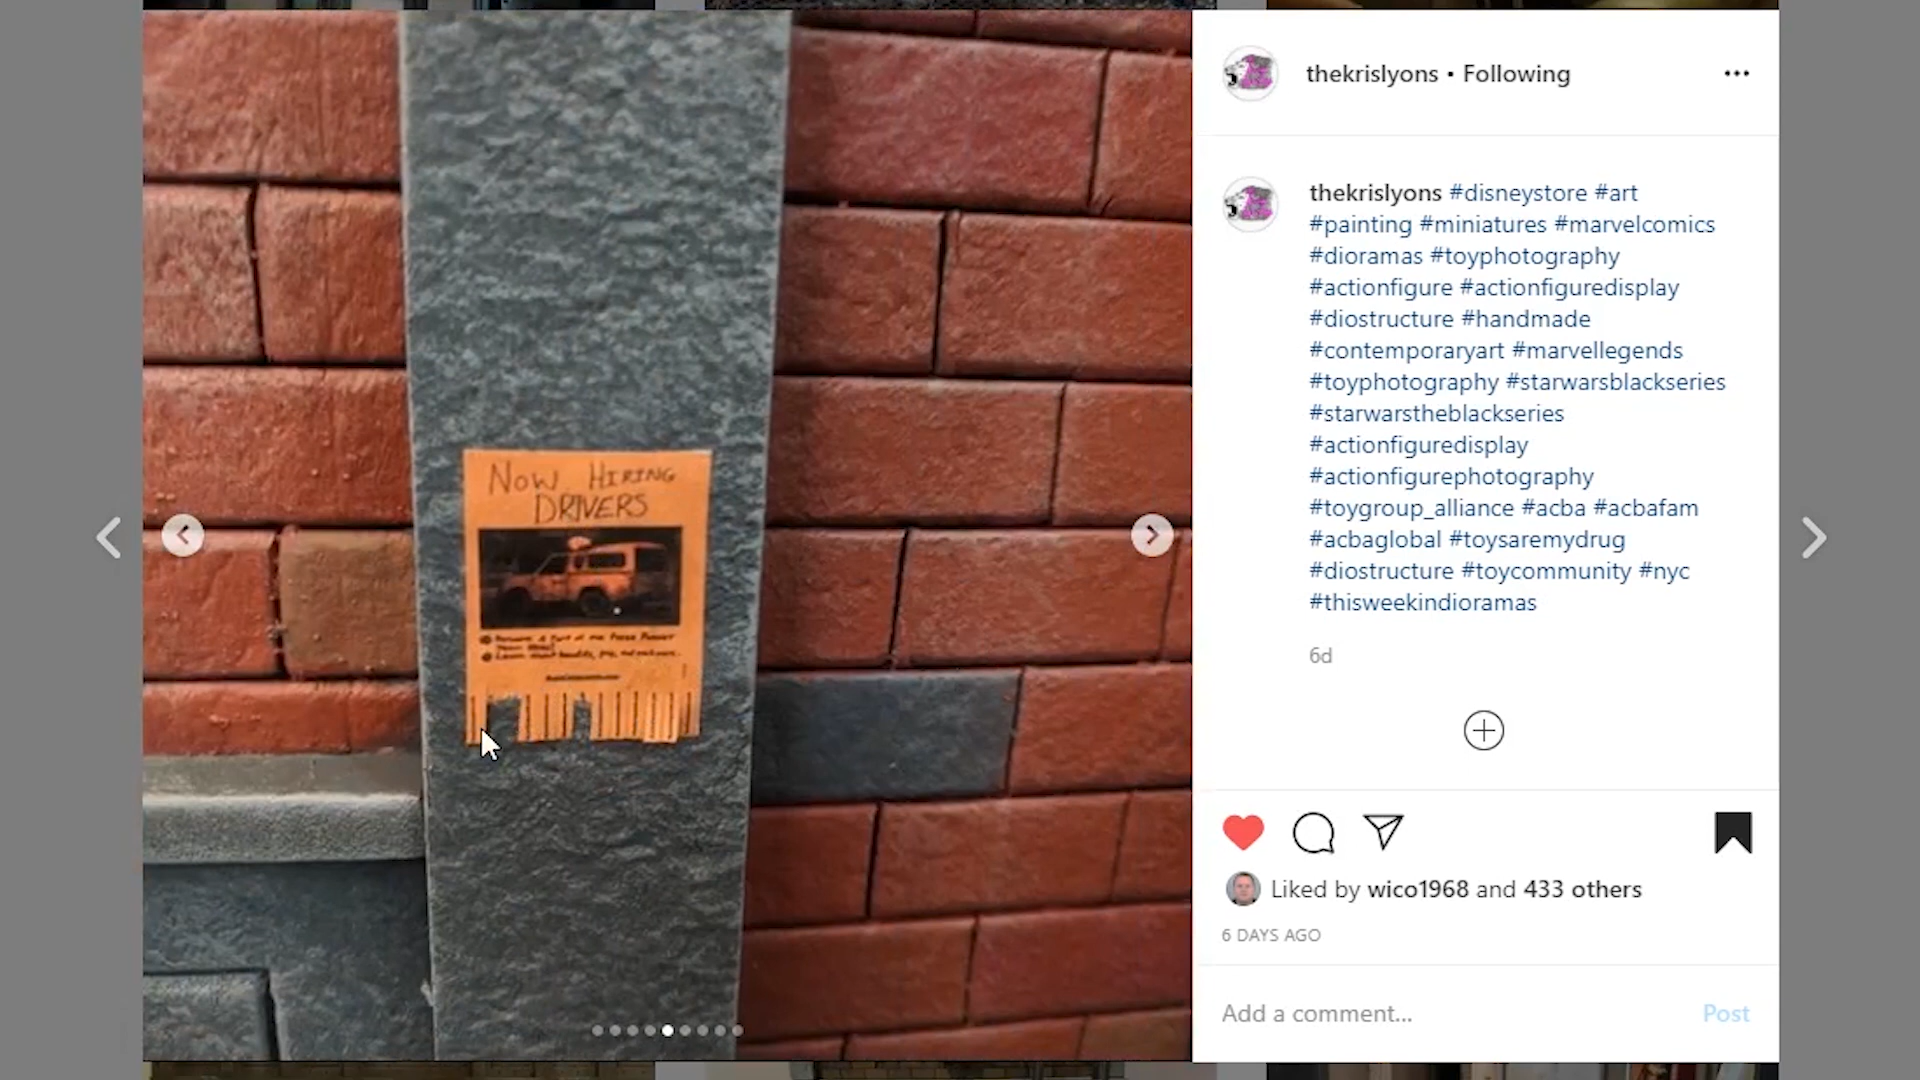 thekrislyons • Following
thekrislyons #disneystore #art
#painting #miniatures #marvelcomics
#dioramas #toyphotography
#actionfigure #actionfiguredisplay
#diostructure #handmade
#contemporaryart #marvellegends
#toyphotography #starwarsblackseries
#starwarstheblackseries
#actionfiguredisplay
#actionfigurephotography
#toygroup_alliance #acba #acbafam
#acbaglobal #toysaremydrug
#diostructure #toycommunity #nyc
#thisweekindioramas
6d
Liked by wico1968 and 433 others
6 DAYS AGO
Add a comment... Post
NOW HIRING
DRIVERS